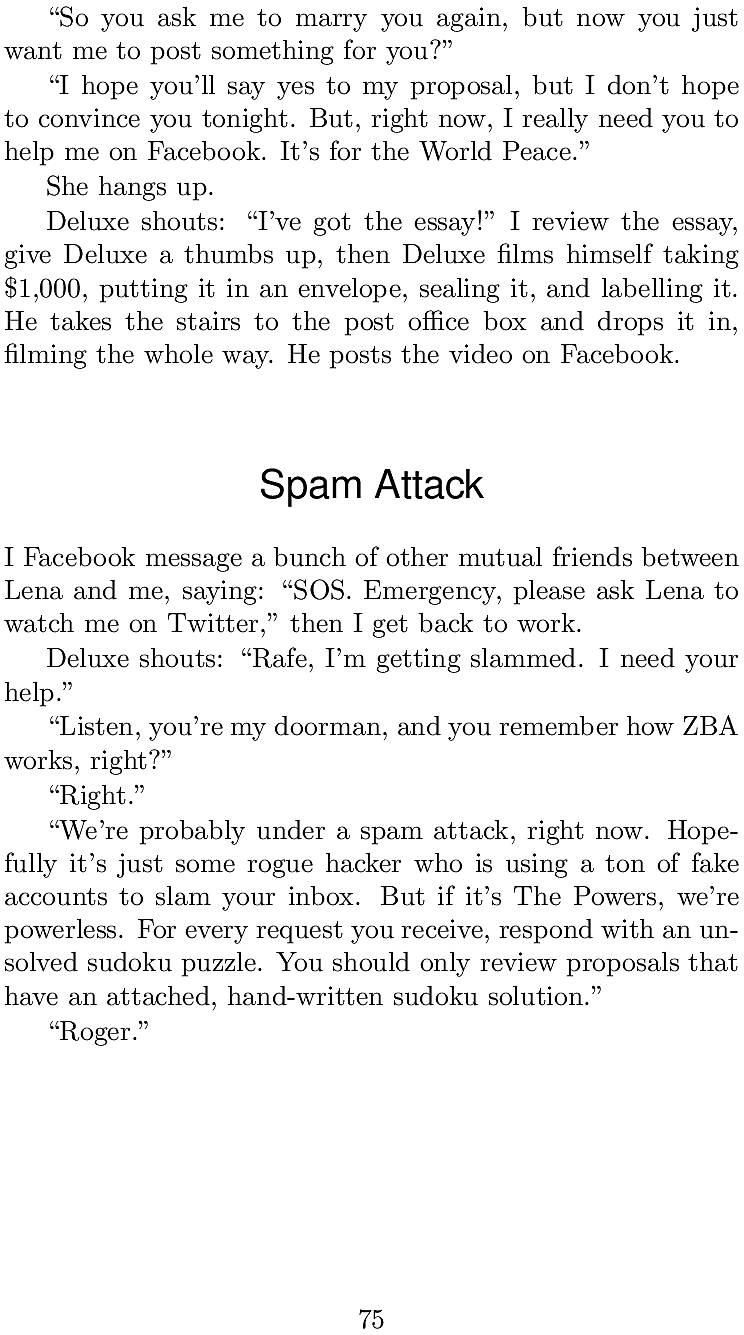 “So you ask me to marry you again, but now you just
want me to post something for you?”
“I hope you’ll say yes to my proposal, but I don’t hope
to convince you tonight. But, right now, I really need you to
help me on Facebook. It’s for the World Peace.”
She hangs up.
Deluxe shouts: “I’ve got the essay!” I review the essay,
give Deluxe a thumbs up, then Deluxe films himself taking
$1,000, putting it in an envelope, sealing it, and labelling it.
He takes the stairs to the post office box and drops it in,
filming the whole way. He posts the video on Facebook.
Spam Attack
I Facebook message a bunch of other mutual friends between
Lena and me, saying: “SOS. Emergency, please ask Lena to
watch me on Twitter,” then I get back to work.
Deluxe shouts: “Rafe, I’m getting slammed. I need your
help.”
“Listen, you’re my doorman, and you remember how ZBA
works, right?”
“Right.”
“We’re probably under a spam attack, right now. Hope-
fully it’s just some rogue hacker who is using a ton of fake
accounts to slam your inbox. But if it’s The Powers, we’re
powerless. For every request you receive, respond with an un-
solved sudoku puzzle. You should only review proposals that
have an attached, hand-written sudoku solution.”
“Roger.”
75